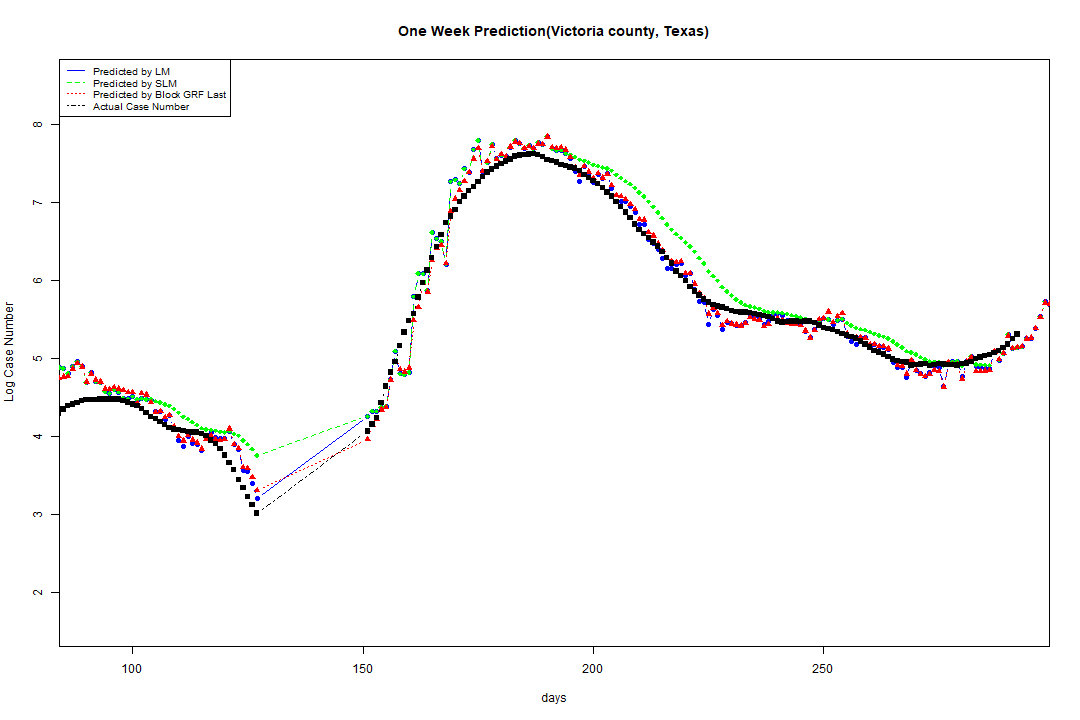 One Week Prediction(Victoria county, Texas)
Predicted by LM
Predicted by SLM
Predicted by Block GRF Last
Actual Case Number
8
7
6
5
4
3
2
Log Case Number
100 150 200 250
days